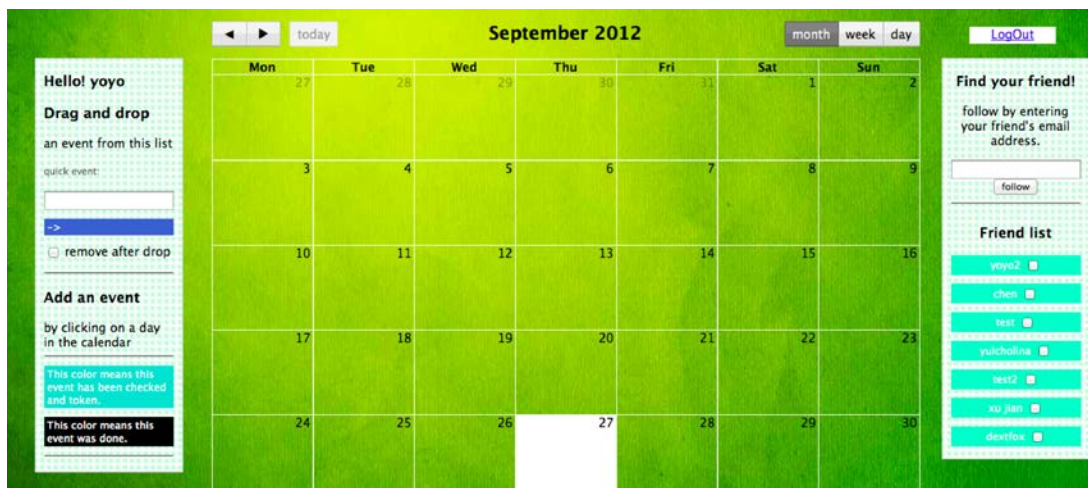 ◄ ► today
September 2012
month week day
LogOut
Hello! yoyo
Drag and drop
an event from this list
quick event:
->
remove after drop
Add an event
by clicking on a day
in the calendar
This color means this
event has been checked
and token.
This color means this
event was done.
Mon Tue Wed Thu Fri Sat Sun
27 28 29 30 31 1 2
3 4 5 6 7 8 9
10 11 12 13 14 15 16
17 18 19 20 21 22 23
24 25 26 27 28 29 30
Find your friend!
follow by entering
your friend's email
address.
follow
Friend list
yoyo2
chen
test
yuicholina
test2
xu jian
dextfox